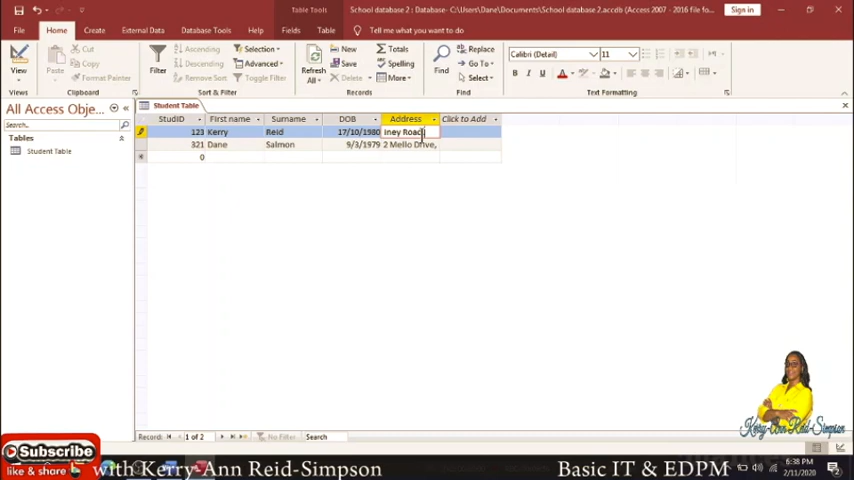 Table Tools
School database 2 : Database- C:\Users\Dane\Documents\School database 2.accdb (Access 2007 - 2016 file fo...
Sign in
File Home Create External Data Database Tools Help Fields Table Tell me what you want to do
View
Views
Cut
Copy
Format Painter
Paste
Clipboard
Filter
Ascending
Descending
Remove Sort
Selection
Advanced
Toggle Filter
Sort & Filter
Refresh
All
New
Save
Delete
Totals
Spelling
More
Records
Find
Replace
Go To
Select
Find
Calibri (Detail) 11
B I U A
Text Formatting
All Access Obje...
Search...
Tables
Student Table
Student Table
StudID First name Surname DOB Address Click to Add
123 Kerry Reid 17/10/1980 iney Road,
321 Dane Salmon 9/3/1979 2 Mello Drive,
0
Kerry-Ann Reid-Simpson
Record: 1 of 2 No Filter Search
Subscribe
like & share
with Kerry-Ann Reid-Simpson
Basic IT & EDPM
6:38 PM
2/11/2020
2